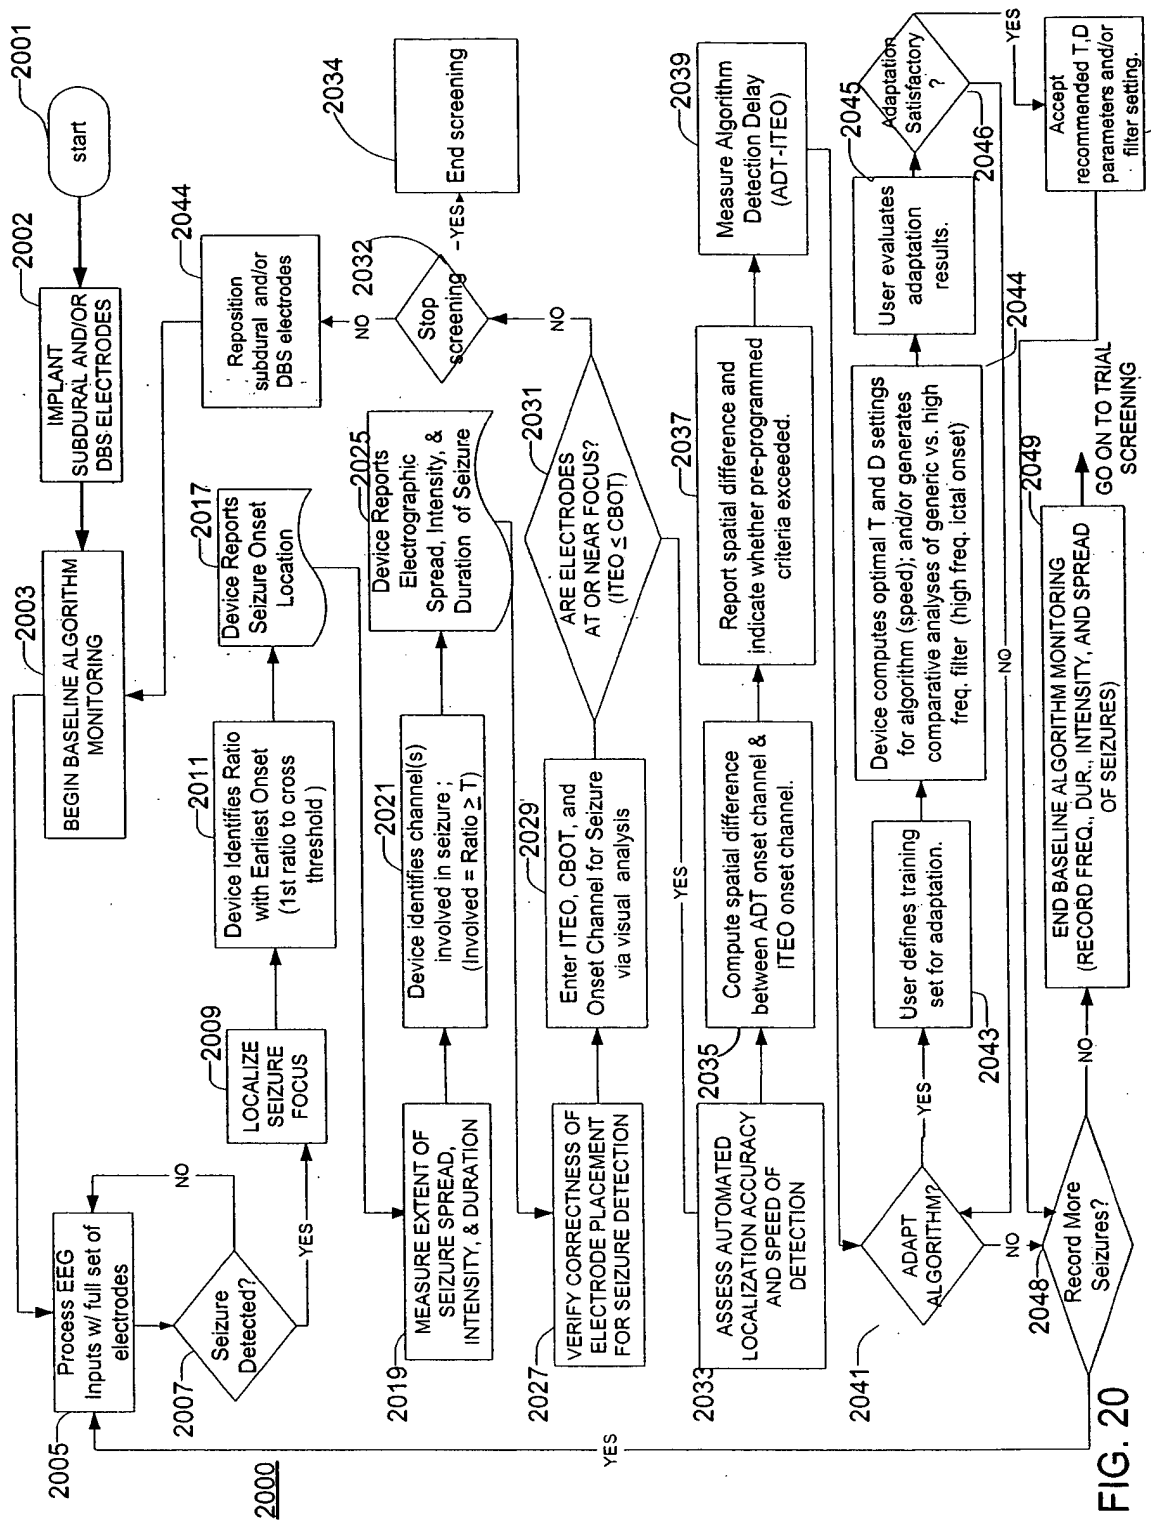 2001
start
2002
IMPLANT
SUBDURAL AND/OR
DBS ELECTRODES
2003
BEGIN BASELINE ALGORITHM
MONITORING
2005
Process EEG
Inputs w/ full set of
electrodes
2007
Seizure
Detected?
NO
YES
2009
LOCALIZE
SEIZURE
FOCUS
2011
Device Identifies Ratio
with Earliest Onset
(1st ratio to cross
threshold )
2017
Device Reports
Seizure Onset
Location
2019
MEASURE EXTENT OF
SEIZURE SPREAD,
INTENSITY, & DURATION
2021
Device identifies channel(s)
involved in seizure ;
(Involved = Ratio ≥ T)
2025
Device Reports
Electrographic
Spread, Intensity, &
Duration of Seizure
2027
VERIFY CORRECTNESS OF
ELECTRODE PLACEMENT
FOR SEIZURE DETECTION
2029
Enter ITEO, CBOT, and
Onset Channel for Seizure
via visual analysis
2031
ARE ELECTRODES
AT OR NEAR FOCUS?
(ITEO ≤ CBOT)
NO
YES
2032
Stop
screening
NO
YES
2034
End screening
2044
Reposition
subdural and/or
DBS electrodes
2033
ASSESS AUTOMATED
LOCALIZATION ACCURACY
AND SPEED OF
DETECTION
2035
Compute spatial difference
between ADT onset channel &
ITEO onset channel.
2037
Report spatial difference and
indicate whether pre-programmed
criteria exceeded.
2039
Measure Algorithm
Detection Delay
(ADT-ITEO)
2041
ADAPT
ALGORITHM?
YES
NO
2043
User defines training
set for adaptation.
2044
Device computes optimal T and D settings
for algorithm (speed); and/or generates
comparative analyses of generic vs. high
freq. filter (high freq. ictal onset)
2045
User evaluates
adaptation
results.
2046
Adaptation
Satisfactory
?
YES
NO
Accept
recommended T,D
parameters and/or
filter setting.
2048
Record More
Seizures?
YES
NO
2049
END BASELINE ALGORITHM MONITORING
(RECORD FREQ., DUR., INTENSITY, AND SPREAD
OF SEIZURES)
GO ON TO TRIAL
SCREENING
2000
FIG. 20